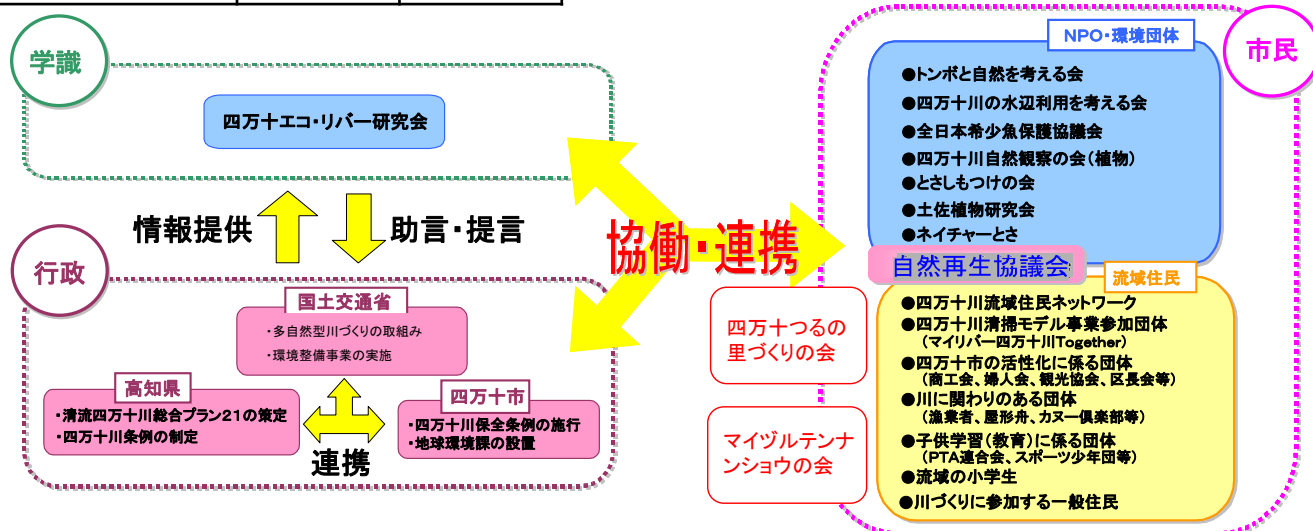 学識
四万十エコ・リバー研究会
情報提供
助言・提言
行政
国土交通省
・多自然型川づくりの取組み
・環境整備事業の実施
高知県
・清流四万十川総合プラン21の策定
・四万十川条例の制定
四万十市
・四万十川保全条例の施行
・地球環境課の設置
連携
協働・連携
市民
NPO・環境団体
●トンボと自然を考える会
●四万十川の水辺利用を考える会
●全日本希少魚保護協議会
●四万十川自然観察の会(植物)
●とさしもつけの会
●土佐植物研究会
●ネイチャーとさ
自然再生協議会
流域住民
●四万十川流域住民ネットワーク
●四万十川清掃モデル事業参加団体
(マイリバー四万十川Together)
●四万十市の活性化に係る団体
(商工会、婦人会、観光協会、区長会等)
●川に関わりのある団体
(漁業者、屋形舟、カヌー倶楽部等)
●子供学習(教育)に係る団体
(PTA連合会、スポーツ少年団等)
●流域の小学生
●川づくりに参加する一般住民
四万十つるの
里づくりの会
マイヅルテンナ
ンショウの会